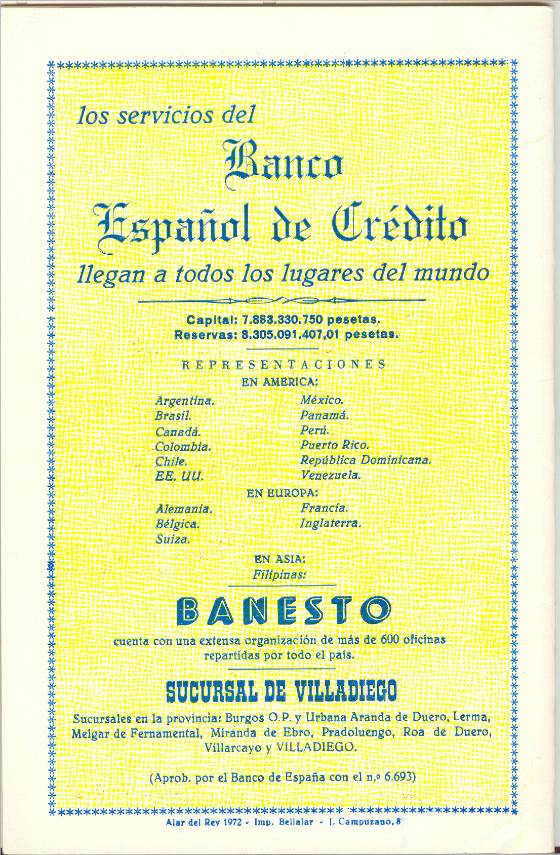 los servicios del
Banco
Español de Crédito
llegan a todos los lugares del mundo
Capital: 7.883.330.750 pesetas.
Reservas: 8.305.091.407,01 pesetas.
REPRESENTACIONES
EN AMERICA:
Argentina.
Brasil.
Canadá.
Colombia.
Chile.
EE. UU.
México.
Panamá.
Perú.
Puerto Rico.
República Dominicana.
Venezuela.
EN EUROPA:
Alemania.
Bélgica.
Suiza.
Francia.
Inglaterra.
EN ASIA:
Filipinas:
BANESTO
cuenta con una extensa organización de más de 600 oficinas
repartidas por todo el país.
SUCURSAL DE VILLADIEGO
Sucursales en la provincia: Burgos O.P. y Urbana Aranda de Duero, Lerma,
Melgar de Fernamental, Miranda de Ebro, Pradoluengo, Roa de Duero,
Villarcayo y VILLADIEGO.
(Aprob. por el Banco de España con el n.º 6.693)
Alar del Rey 1972 - Imp. Bellalar - J. Campuzano, 8